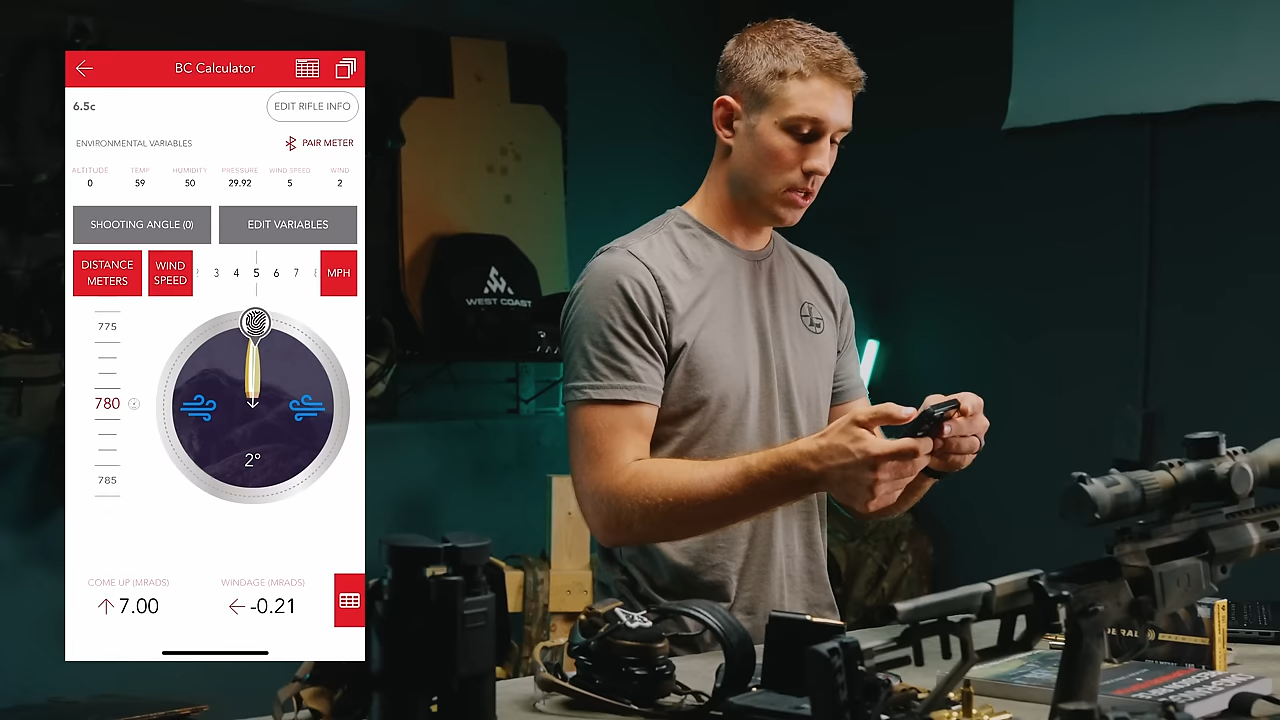 BC Calculator
6.5c
EDIT RIFLE INFO
ENVIRONMENTAL VARIABLES
PAIR METER
ALTITUDE TEMP HUMIDITY PRESSURE WIND SPEED WIND
0 59 50 29.92 5 2
SHOOTING ANGLE (0)
EDIT VARIABLES
DISTANCE
METERS
WIND
SPEED
3 4 5 6 7
MPH
775
780
785
2°
COME UP (MRADS)
WINDAGE (MRADS)
↑ 7.00
← -0.21
WEST COAST